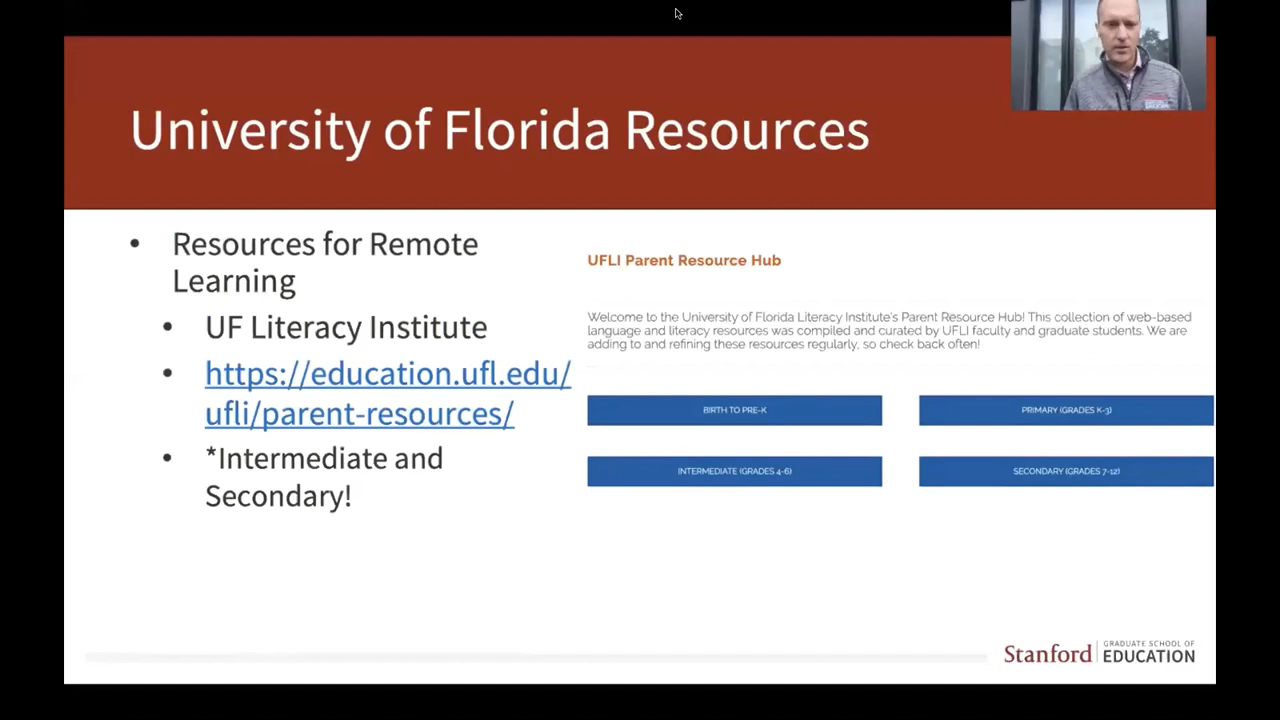 University of Florida Resources
• Resources for Remote
Learning
• UF Literacy Institute
• https://education.ufl.edu/
ufli/parent-resources/
• *Intermediate and
Secondary!
UFLI Parent Resource Hub
Welcome to the University of Florida Literacy Institute's Parent Resource Hub! This collection of web-based
language and literacy resources was compiled and curated by UFLI faculty and graduate students. We are
adding to and refining these resources regularly, so check back often!
BIRTH TO PRE-K
PRIMARY (GRADES K-3)
INTERMEDIATE (GRADES 4-6)
SECONDARY (GRADES 7-12)
Stanford
GRADUATE SCHOOL OF
EDUCATION